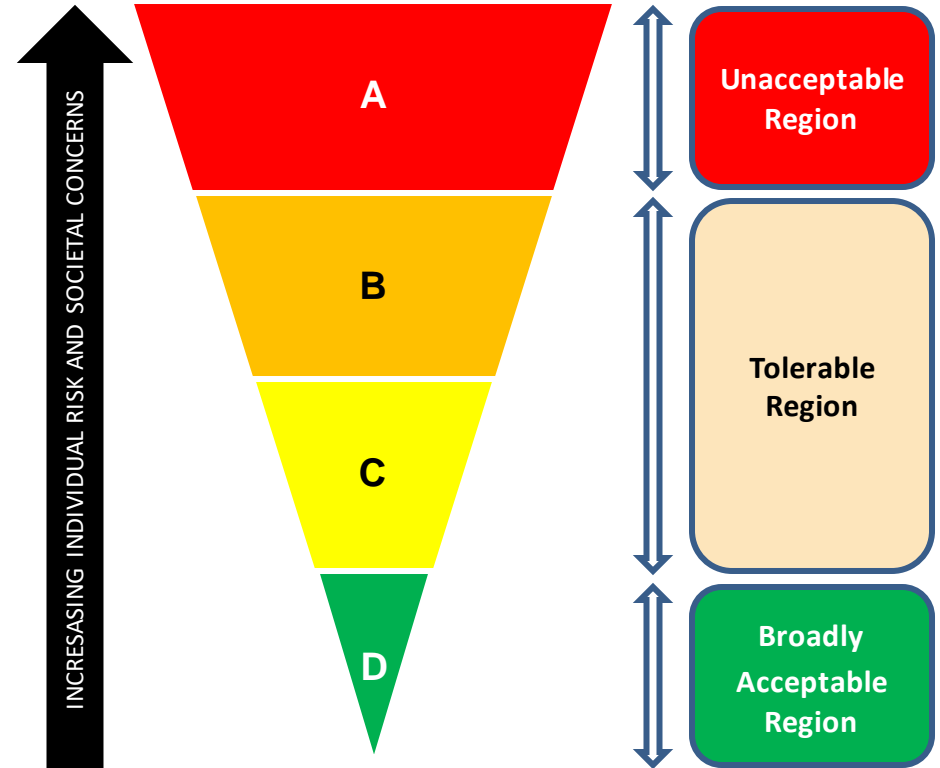 INCRESASING INDIVIDUAL RISK AND SOCIETAL CONCERNS
A
B
C
D
Unacceptable
Region
Tolerable
Region
Broadly
Acceptable
Region